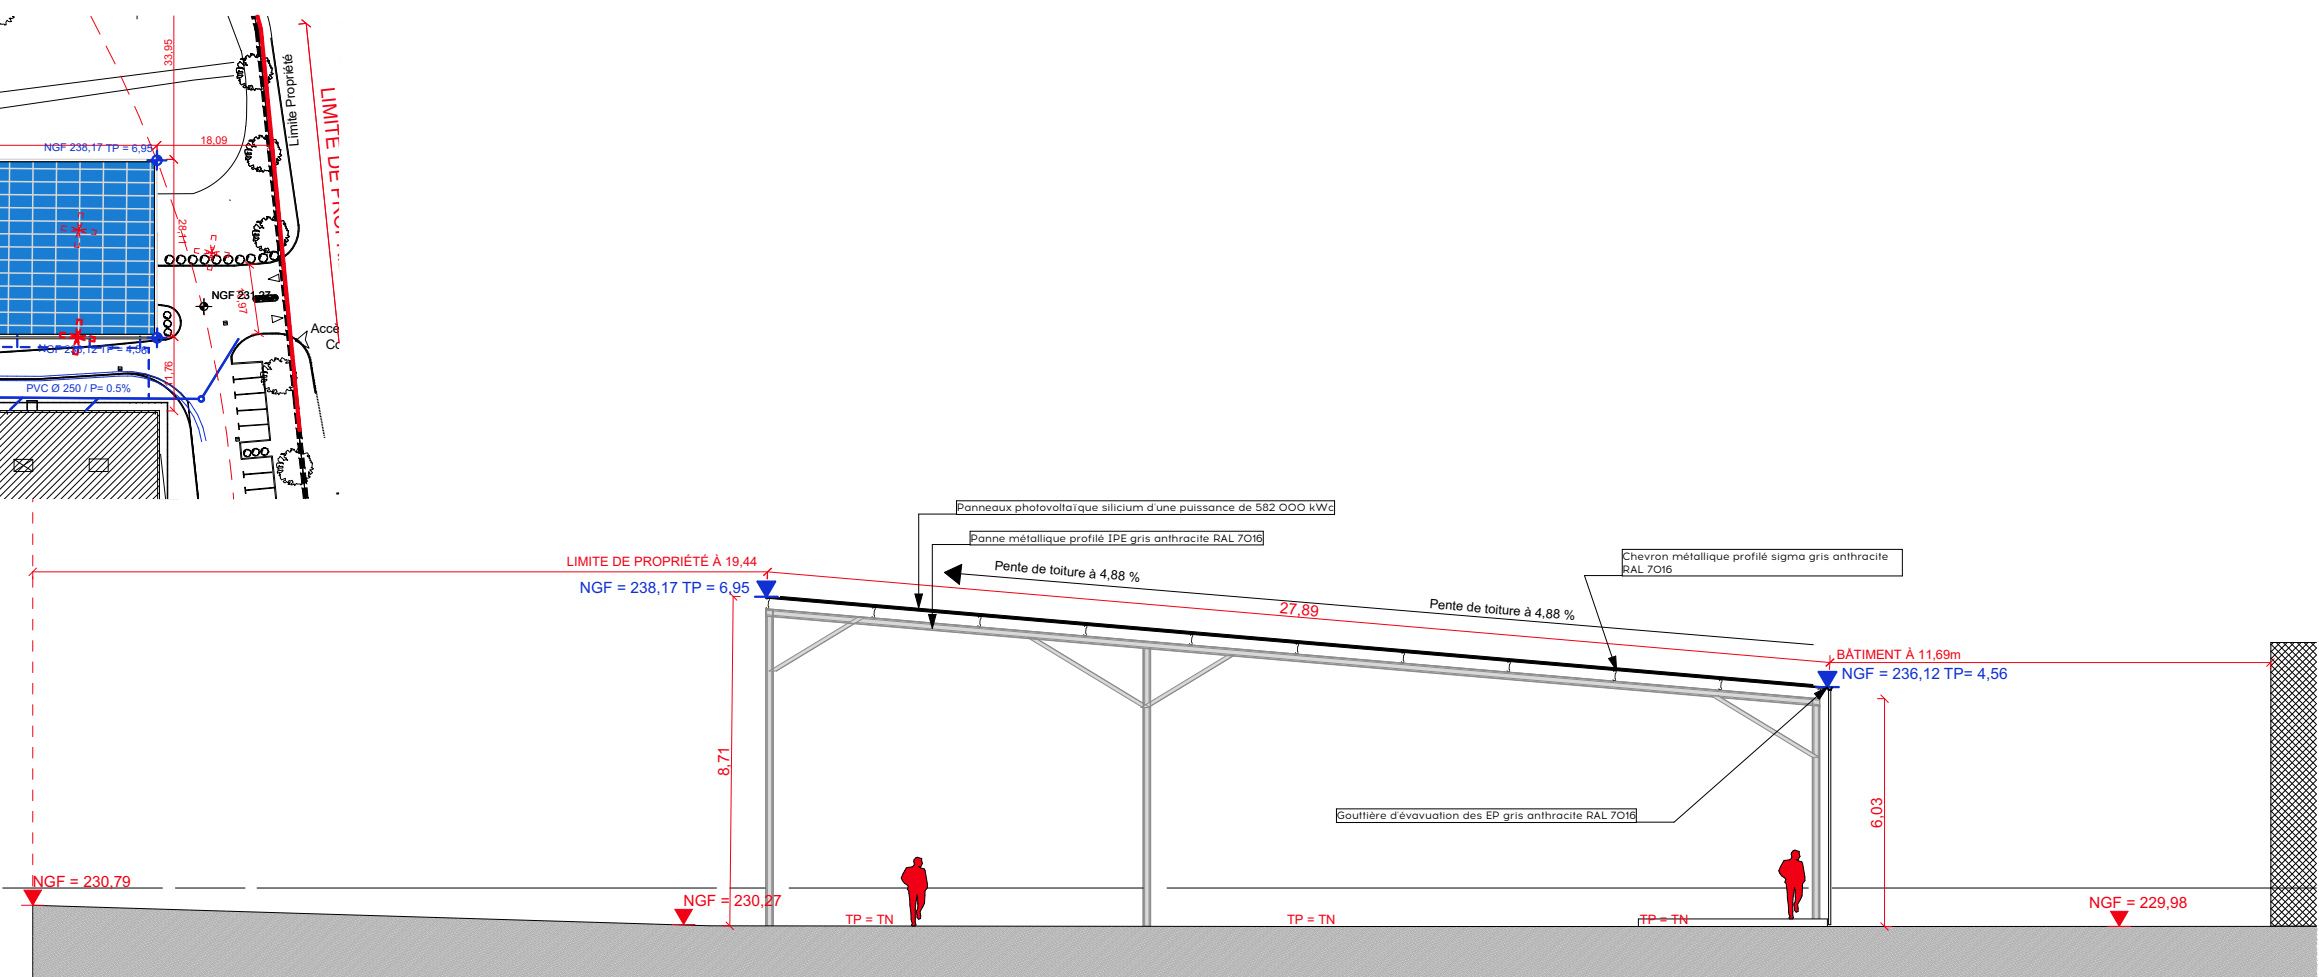 33,95
Limite Propriété
18,09
NGF 238,17 TP = 6,95
28,11
NGF 231,27
Accè
PVC Ø 250 / P= 0.5%
Panneaux photovoltaïque silicium d'une puissance de 582 000 kWc
Panne métallique profilé IPE gris anthracite RAL 7016
Chevron métallique profilé sigma gris anthracite
RAL 7016
LIMITE DE PROPRIÉTÉ À 19,44
Pente de toiture à 4,88 %
NGF = 238,17 TP = 6,95
27,89
Pente de toiture à 4,88 %
BÂTIMENT À 11,69m
NGF = 236,12 TP= 4,56
8,71
6,03
Gouttière d'évavuation des EP gris anthracite RAL 7016
NGF = 230,79
NGF = 230,27
TP = TN
TP = TN
TP = TN
NGF = 229,98